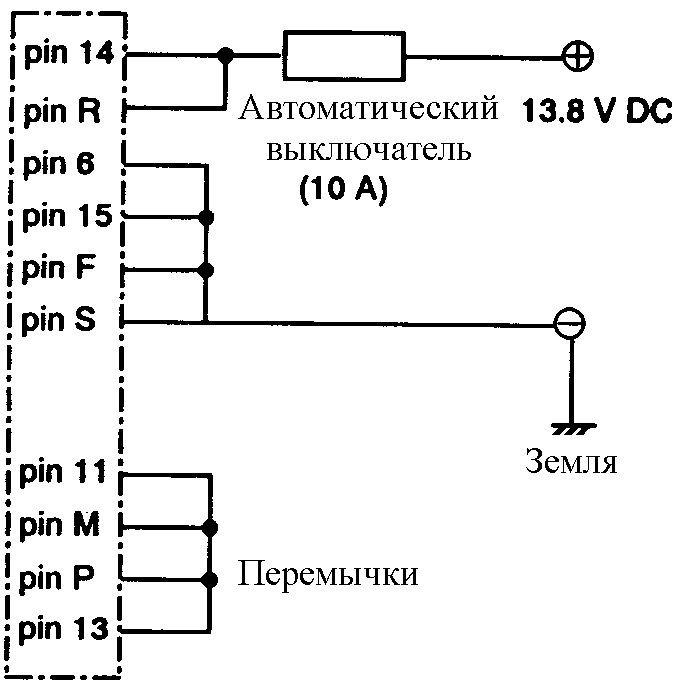 pin 14
pin R
Автоматический
выключатель
(10 A)
13.8 V DC
pin 6
pin 15
pin F
pin S
Земля
pin 11
pin M
pin P
Перемычки
pin 13